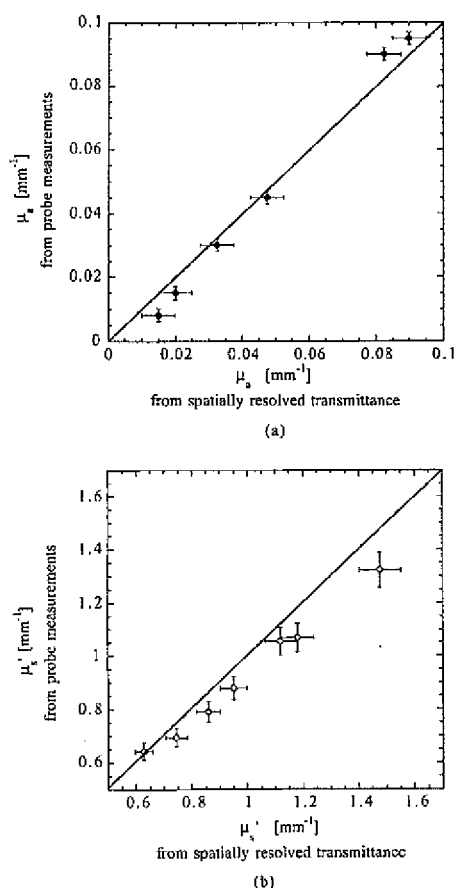 0.1
0.08
0.06
0.04
0.02
0
μa [mm-1]
from probe measurements
0 0.02 0.04 0.06 0.08 0.1
μa [mm-1]
from spatially resolved transmittance
(a)
1.6
1.4
1.2
1
0.8
0.6
μs' [mm-1]
from probe measurements
0.6 0.8 1 1.2 1.4 1.6
μs' [mm-1]
from spatially resolved transmittance
(b)